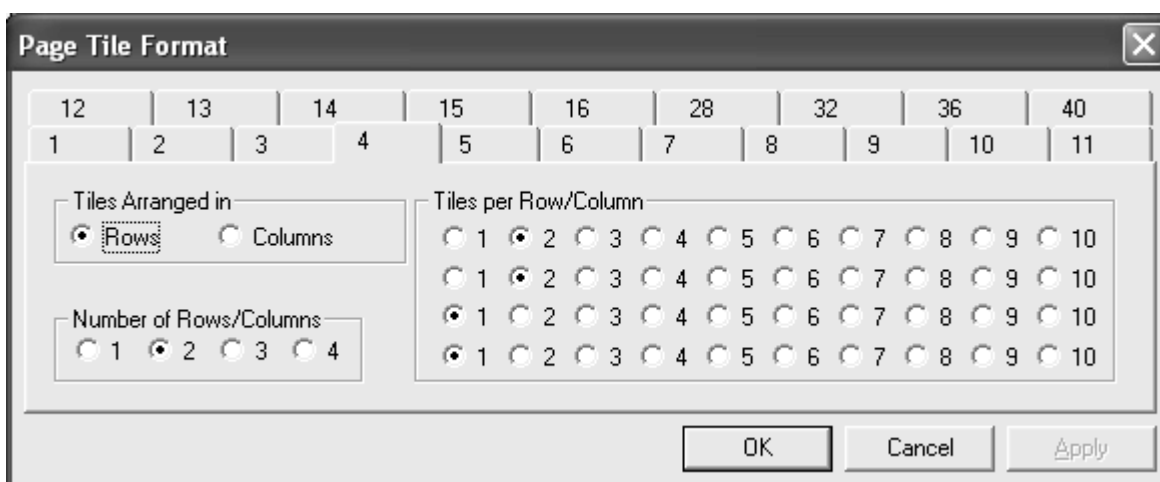 Page Tile Format
12 13 14 15 16 28 32 36 40
1 2 3 4 5 6 7 8 9 10 11
Tiles Arranged in
Rows Columns
Number of Rows/Columns
1 2 3 4
Tiles per Row/Column
1 2 3 4 5 6 7 8 9 10
1 2 3 4 5 6 7 8 9 10
1 2 3 4 5 6 7 8 9 10
1 2 3 4 5 6 7 8 9 10
OK Cancel Apply